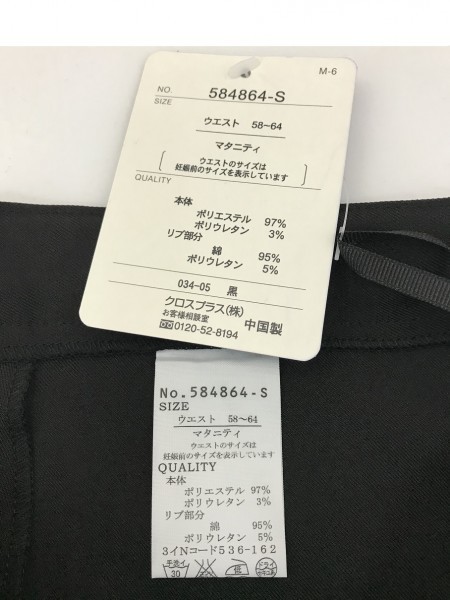 M-6
NO. 584864-S
SIZE
ウエスト 58~64
マタニティ
ウエストのサイズは
妊娠前のサイズを表示しています
QUALITY
本体
ポリエステル 97%
ポリウレタン 3%
リブ部分
綿 95%
ポリウレタン 5%
034-05 黒
クロスプラス(株)
お客様相談室 中国製
0120-52-8194
No.584864-S
SIZE
ウエスト 58~64
マタニティ
ウエストのサイズは
妊娠前のサイズを表示しています
QUALITY
本体
ポリエステル 97%
ポリウレタン 3%
リブ部分
綿 95%
ポリウレタン 5%
3INコード536-162
手洗イ
30
低
ドライ